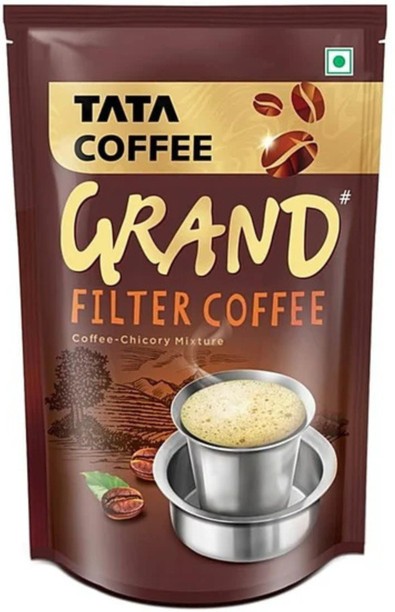 TATA
COFFEE
GRAND#
FILTER COFFEE
Coffee-Chicory Mixture